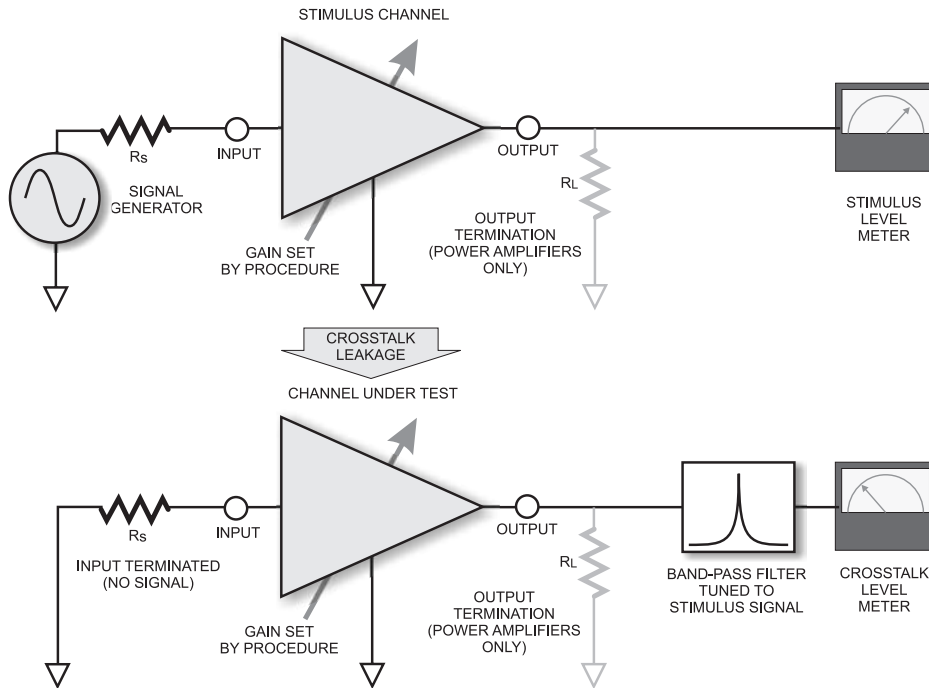 STIMULUS CHANNEL
Rs
INPUT
OUTPUT
RL
SIGNAL
GENERATOR
GAIN SET
BY PROCEDURE
OUTPUT
TERMINATION
(POWER AMPLIFIERS
ONLY)
STIMULUS
LEVEL
METER
CROSSTALK
LEAKAGE
CHANNEL UNDER TEST
Rs
INPUT
OUTPUT
RL
INPUT TERMINATED
(NO SIGNAL)
GAIN SET
BY PROCEDURE
OUTPUT
TERMINATION
(POWER AMPLIFIERS
ONLY)
BAND-PASS FILTER
TUNED TO
STIMULUS SIGNAL
CROSSTALK
LEVEL
METER